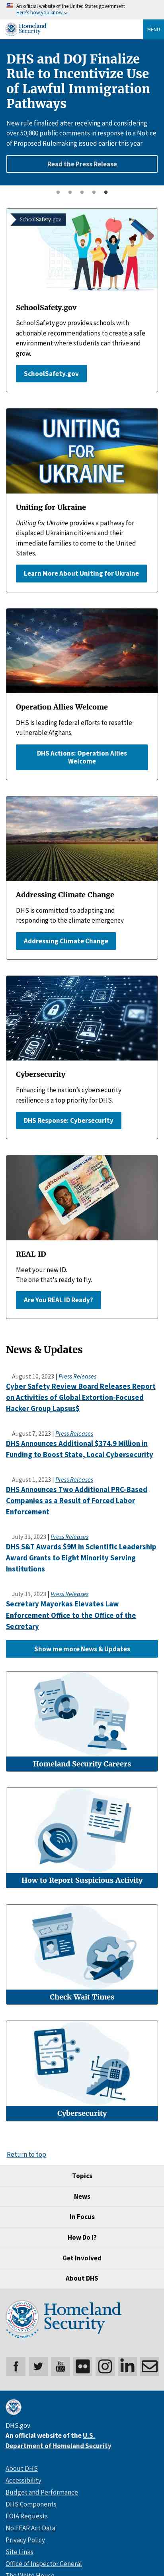 An official website of the United States government
Here's how you know
Homeland
Security
MENU
DHS and DOJ Finalize
Rule to Incentivize Use
of Lawful Immigration
Pathways
New rule finalized after receiving and considering
over 50,000 public comments in response to a Notice
of Proposed Rulemaking issued earlier this year
Read the Press Release
SchoolSafety.gov
SchoolSafety.gov
SchoolSafety.gov provides schools with
actionable recommendations to create a safe
environment where students can thrive and
grow.
SchoolSafety.gov
UNITING
FOR
UKRAINE
Uniting for Ukraine
Uniting for Ukraine provides a pathway for
displaced Ukrainian citizens and their
immediate families to come to the United
States.
Learn More About Uniting for Ukraine
Operation Allies Welcome
DHS is leading federal efforts to resettle
vulnerable Afghans.
DHS Actions: Operation Allies
Welcome
Addressing Climate Change
DHS is committed to adapting and
responding to the climate emergency.
Addressing Climate Change
Cybersecurity
Enhancing the nation's cybersecurity
resilience is a top priority for DHS.
DHS Response: Cybersecurity
REAL ID
Meet your new ID.
The one that's ready to fly.
Are You REAL ID Ready?
News & Updates
August 10, 2023 | Press Releases
Cyber Safety Review Board Releases Report
on Activities of Global Extortion-Focused
Hacker Group Lapsus$
August 7, 2023 | Press Releases
DHS Announces Additional $374.9 Million in
Funding to Boost State, Local Cybersecurity
August 1, 2023 | Press Releases
DHS Announces Two Additional PRC-Based
Companies as a Result of Forced Labor
Enforcement
July 31, 2023 | Press Releases
DHS S&T Awards $9M in Scientific Leadership
Award Grants to Eight Minority Serving
Institutions
July 31, 2023 | Press Releases
Secretary Mayorkas Elevates Law
Enforcement Office to the Office of the
Secretary
Show me more News & Updates
Homeland Security Careers
How to Report Suspicious Activity
Check Wait Times
Cybersecurity
Return to top
Topics
News
In Focus
How Do I?
Get Involved
About DHS
Homeland
Security
DHS.gov
An official website of the U.S.
Department of Homeland Security
About DHS
Accessibility
Budget and Performance
DHS Components
FOIA Requests
No FEAR Act Data
Privacy Policy
Site Links
Office of Inspector General
The White House